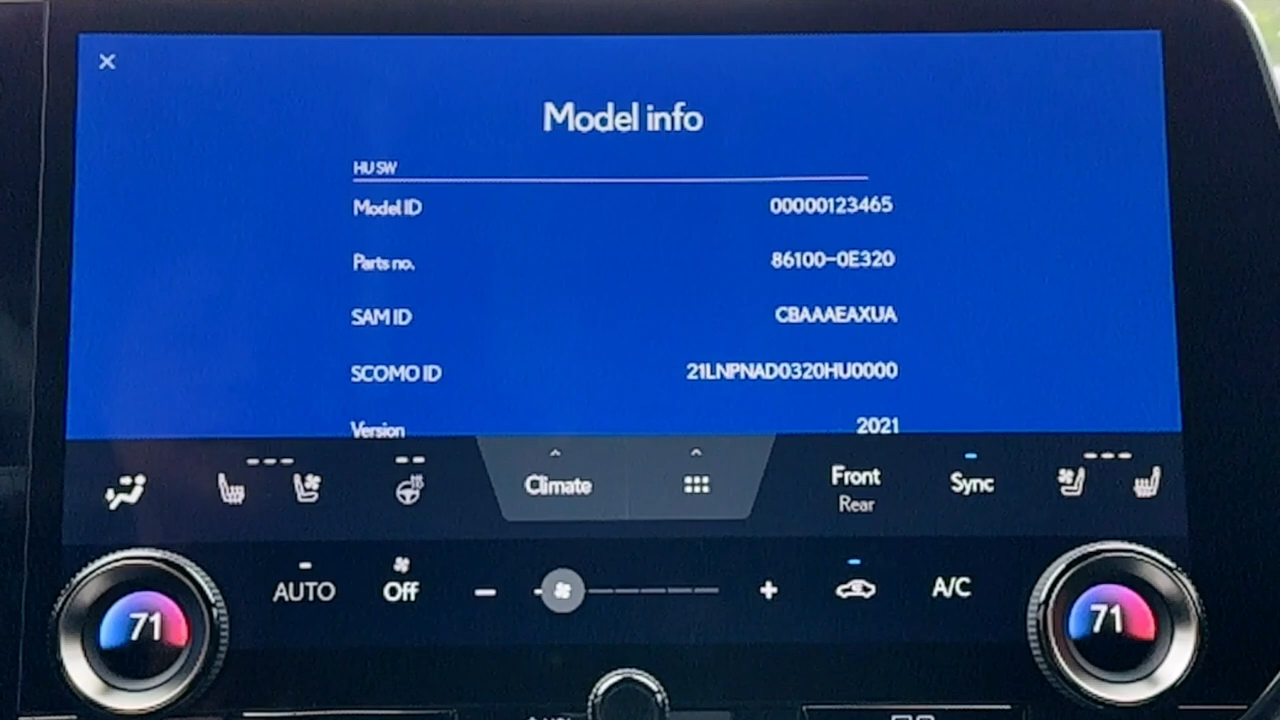 Model info
HU SW
Model ID 00000123465
Parts no. 86100-0E320
SAM ID CBAAAEAXUA
SCOMO ID 21LNPNAD0320HU0000
Version 2021
Climate Front Sync
Rear
AUTO Off A/C
71 71